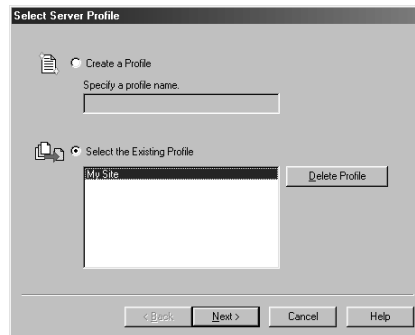 Select Server Profile
Create a Profile
Specify a profile name.
Select the Existing Profile
My Site
Delete Profile
< Back
Next >
Cancel
Help